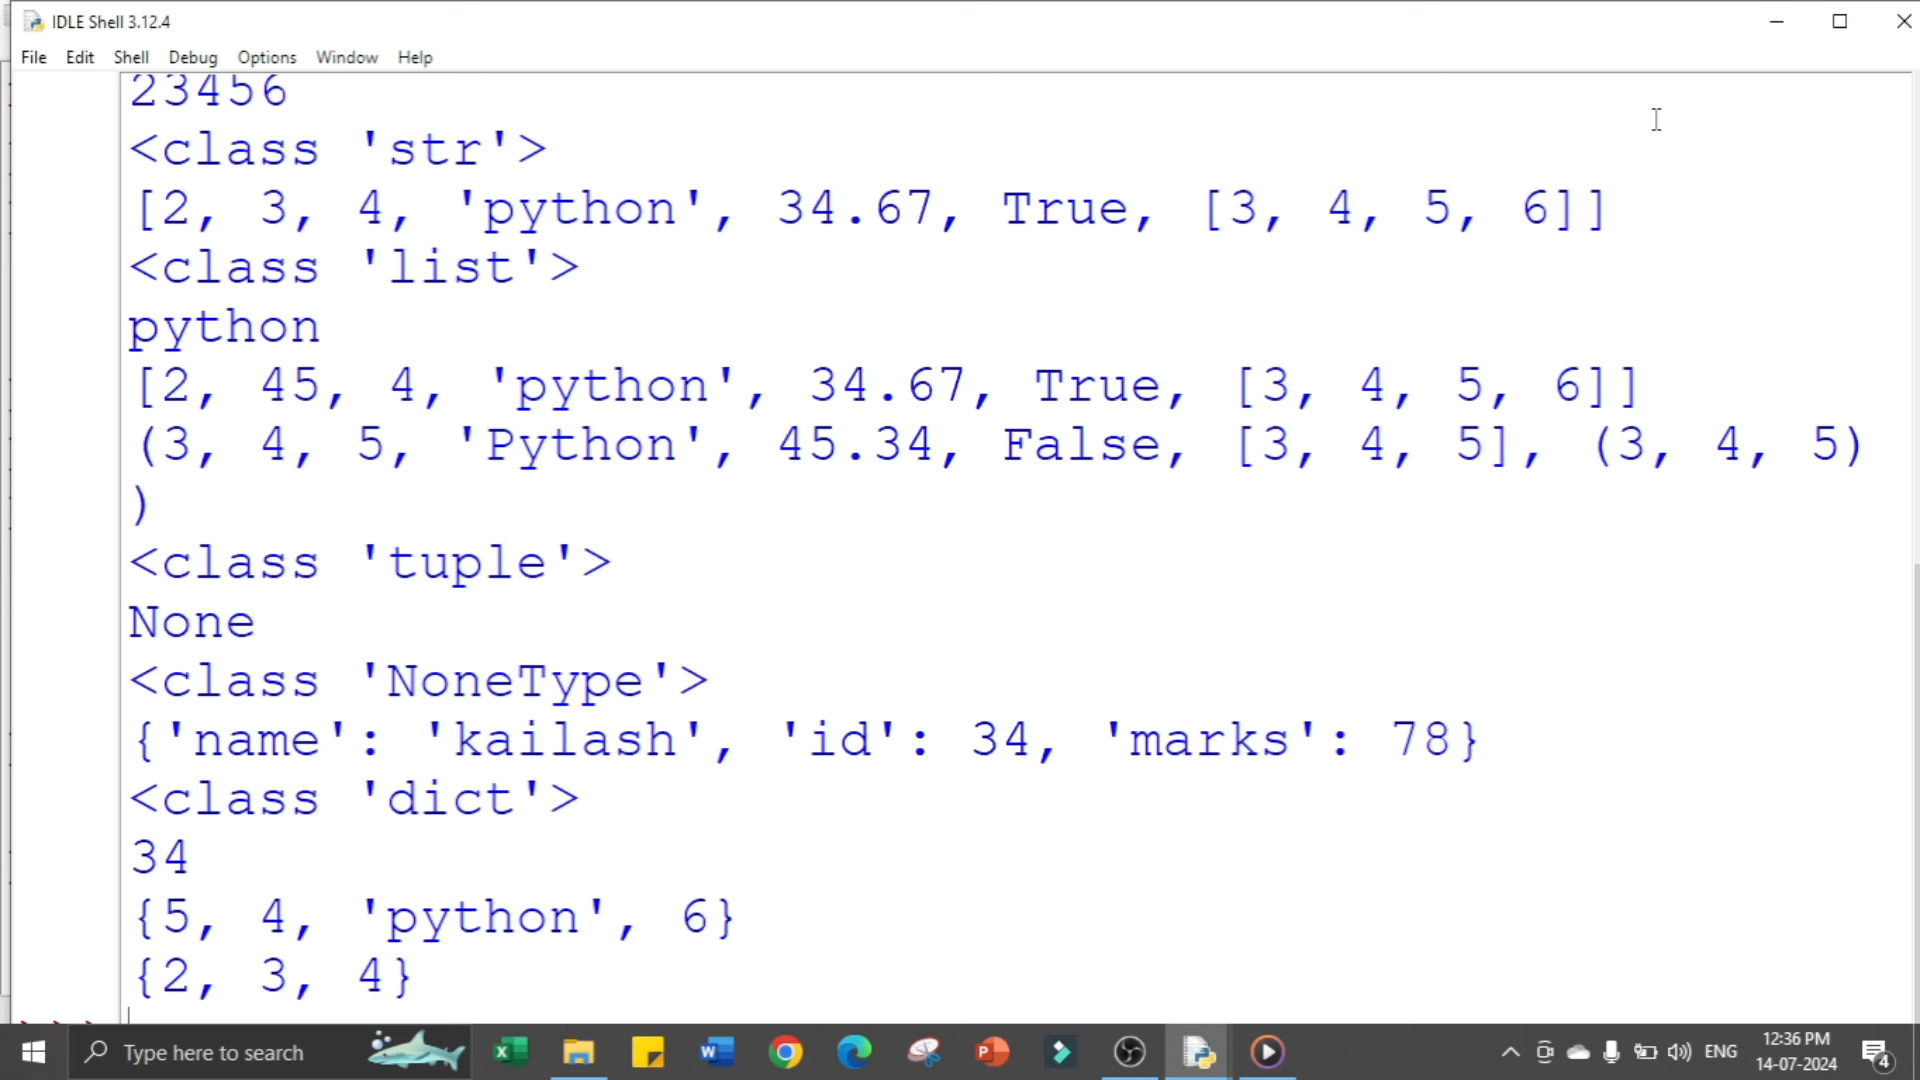 IDLE Shell 3.12.4
File Edit Shell Debug Options Window Help
23456
<class 'str'>
[2, 3, 4, 'python', 34.67, True, [3, 4, 5, 6]]
<class 'list'>
python
[2, 45, 4, 'python', 34.67, True, [3, 4, 5, 6]]
(3, 4, 5, 'Python', 45.34, False, [3, 4, 5], (3, 4, 5)
)
<class 'tuple'>
None
<class 'NoneType'>
{'name': 'kailash', 'id': 34, 'marks': 78}
<class 'dict'>
34
{5, 4, 'python', 6}
{2, 3, 4}
Type here to search
ENG
12:36 PM
14-07-2024
4